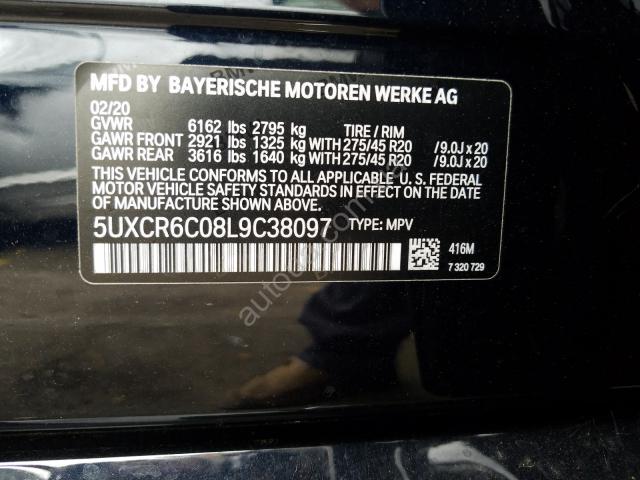 MFD BY BAYERISCHE MOTOREN WERKE AG
02/20
GVWR 6162 lbs 2795 kg TIRE / RIM
GAWR FRONT 2921 lbs 1325 kg WITH 275/45 R20 /9.0J x 20
GAWR REAR 3616 lbs 1640 kg WITH 275/45 R20 /9.0J x 20
THIS VEHICLE CONFORMS TO ALL APPLICABLE U. S. FEDERAL
MOTOR VEHICLE SAFETY STANDARDS IN EFFECT ON THE
DATE OF MANUFACTURE SHOWN ABOVE.
5UXCR6C08L9C38097 TYPE: MPV
416M
7 320 729